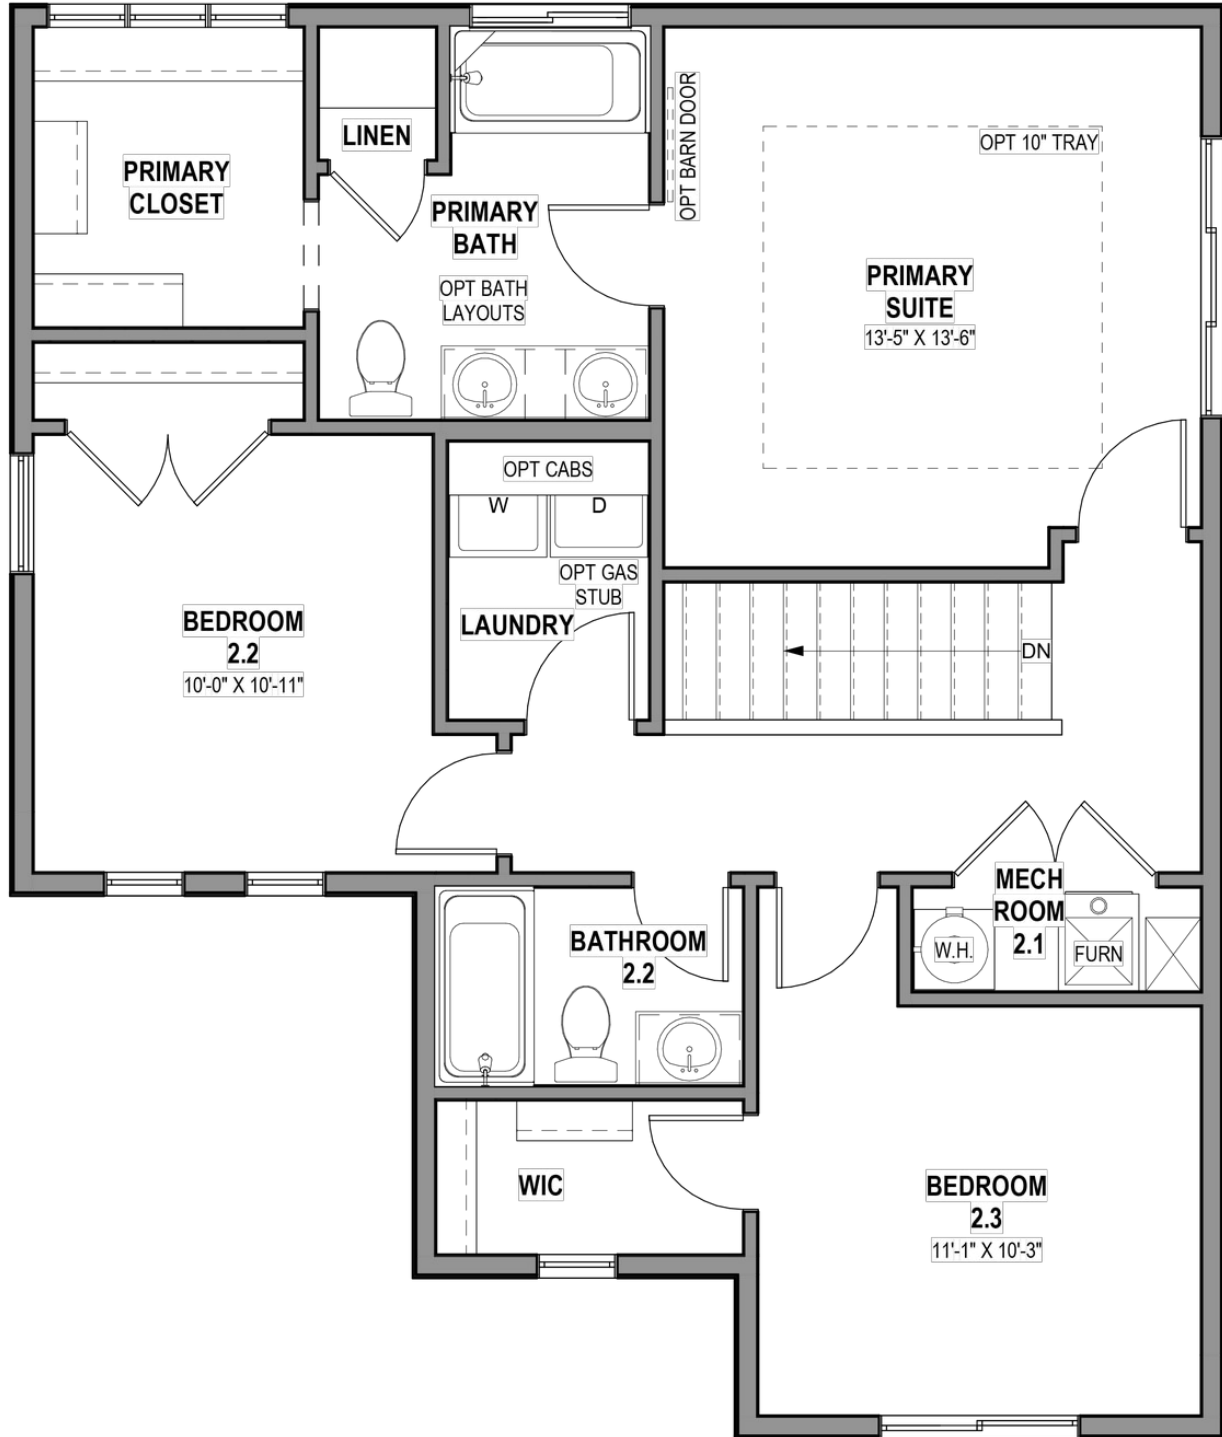 LINEN
OPT BARN DOOR
OPT 10" TRAY
PRIMARY
CLOSET
PRIMARY
BATH
OPT BATH
LAYOUTS
PRIMARY
SUITE
13'-5" X 13'-6"
OPT CABS
W
D
OPT GAS
STUB
LAUNDRY
BEDROOM
2.2
10'-0" X 10'-11"
DN
MECH
ROOM
2.1
W.H.
FURN
BATHROOM
2.2
WIC
BEDROOM
2.3
11'-1" X 10'-3"